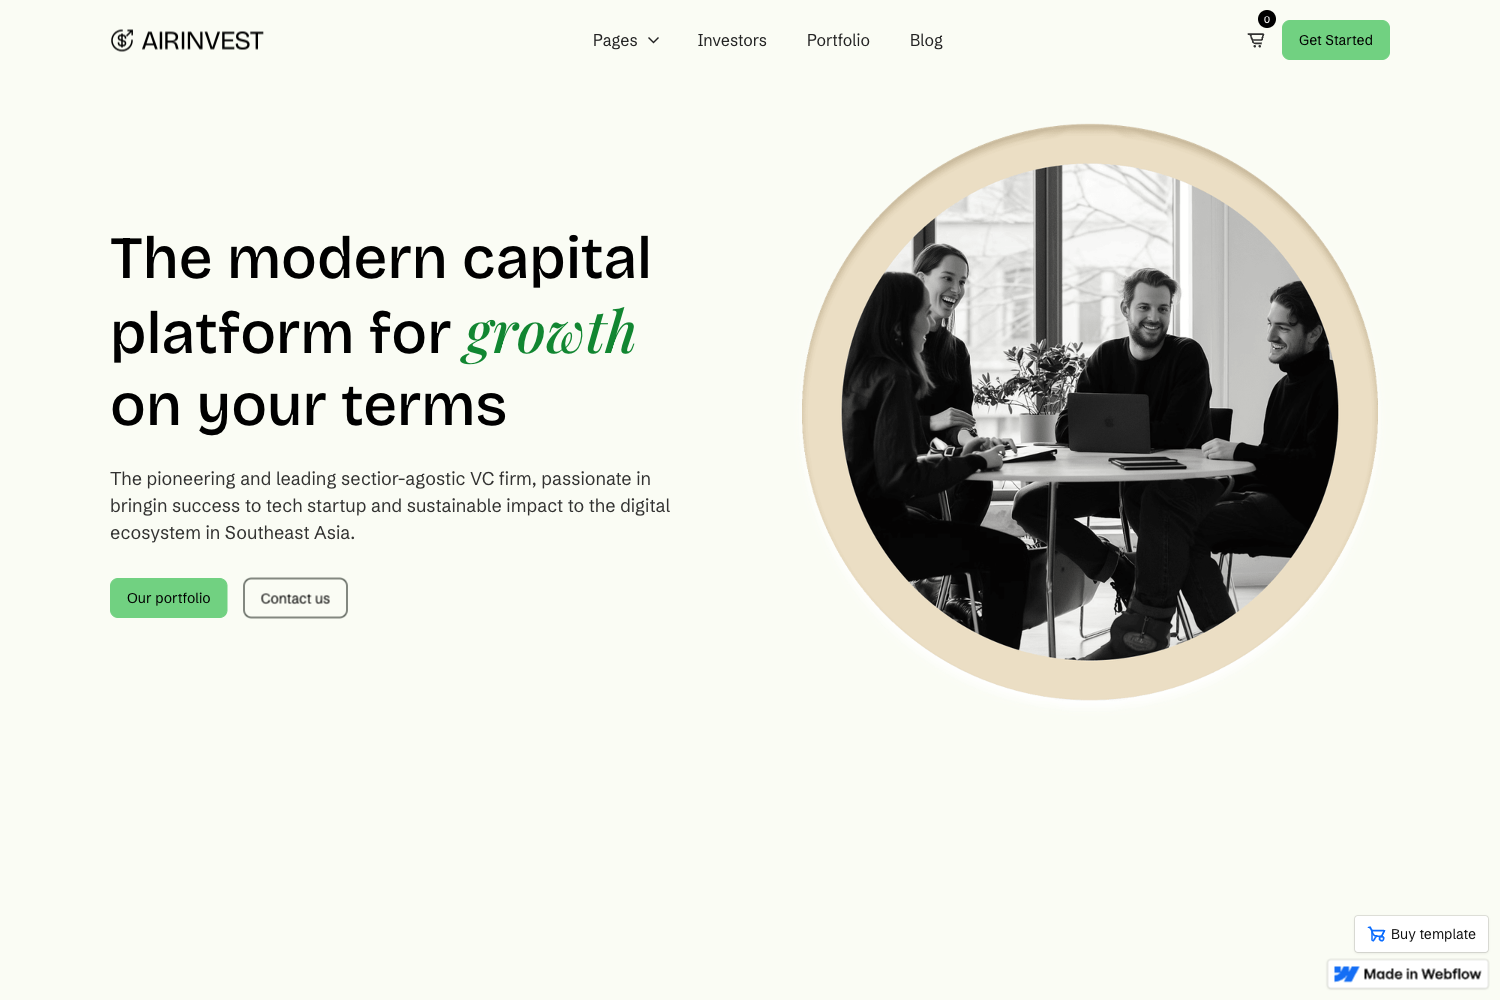 AIRINVEST
Pages
Investors
Portfolio
Blog
0
Get Started
The modern capital
platform for growth
on your terms
The pioneering and leading sectior-agostic VC firm, passionate in
bringin success to tech startup and sustainable impact to the digital
ecosystem in Southeast Asia.
Our portfolio
Contact us
Buy template
Made in Webflow